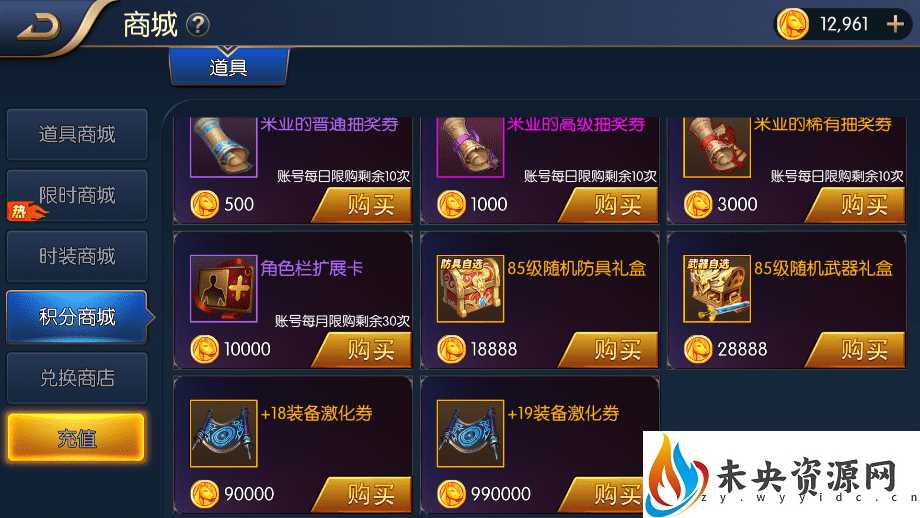 商城 ?
12,961
道具
道具商城
限时商城
热
时装商城
积分商城
兑换商店
充值
米亚的普通抽奖券
账号每日限购剩余10次
500
购买
米亚的高级抽奖券
账号每日限购剩余10次
1000
购买
米亚的稀有抽奖券
账号每日限购剩余10次
3000
购买
角色栏扩展卡
账号每月限购剩余30次
10000
购买
防具自选
85级随机防具礼盒
18888
购买
武器自选
85级随机武器礼盒
28888
购买
+18装备激化券
90000
购买
+19装备激化券
990000
购买
未央资源网
zy.wyyidc.cn